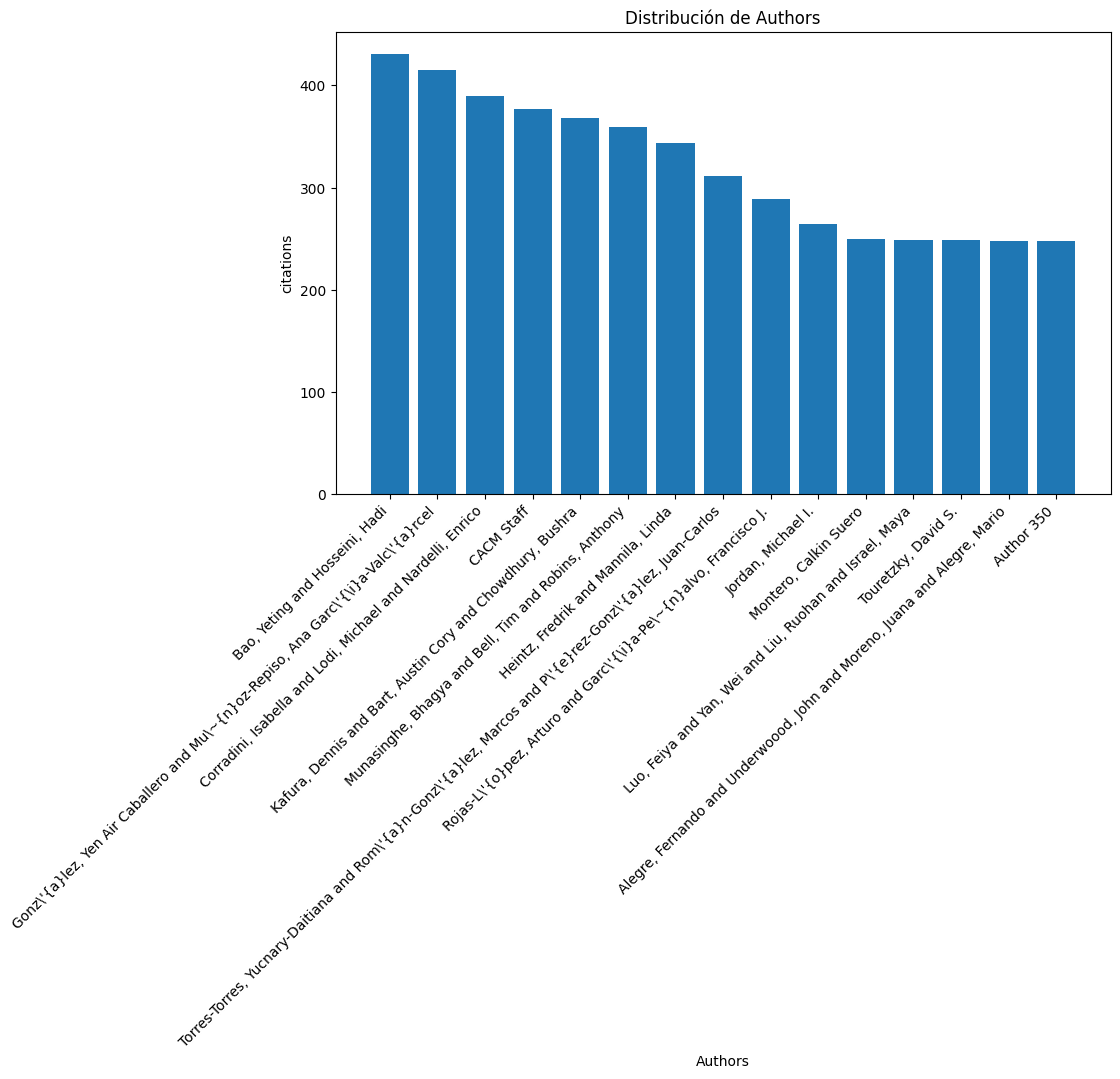 Distribución de Authors
citations
400
300
200
100
0
Bao, Yeting and Hosseini, Hadi
Gonz\'{a}lez, Yen Air Caballero and Mu\~{n}oz-Repiso, Ana Garc\'{\i}a-Valc\'{a}rcel
Corradini, Isabella and Lodi, Michael and Nardelli, Enrico
CACM Staff
Kafura, Dennis and Bart, Austin Cory and Chowdhury, Bushra
Munasinghe, Bhagya and Bell, Tim and Robins, Anthony
Heintz, Fredrik and Mannila, Linda
Torres-Torres, Yucnary-Daitiana and Rom\'{a}n-Gonz\'{a}lez, Marcos and P\'{e}rez-Gonz\'{a}lez, Juan-Carlos
Rojas-L\'{o}pez, Arturo and Garc\'{\i}a-Pe\~{n}alvo, Francisco J.
Jordan, Michael I.
Montero, Calkin Suero
Luo, Feiya and Yan, Wei and Liu, Ruohan and Israel, Maya
Touretzky, David S.
Alegre, Fernando and Underwoood, John and Moreno, Juana and Alegre, Mario
Author 350
Authors